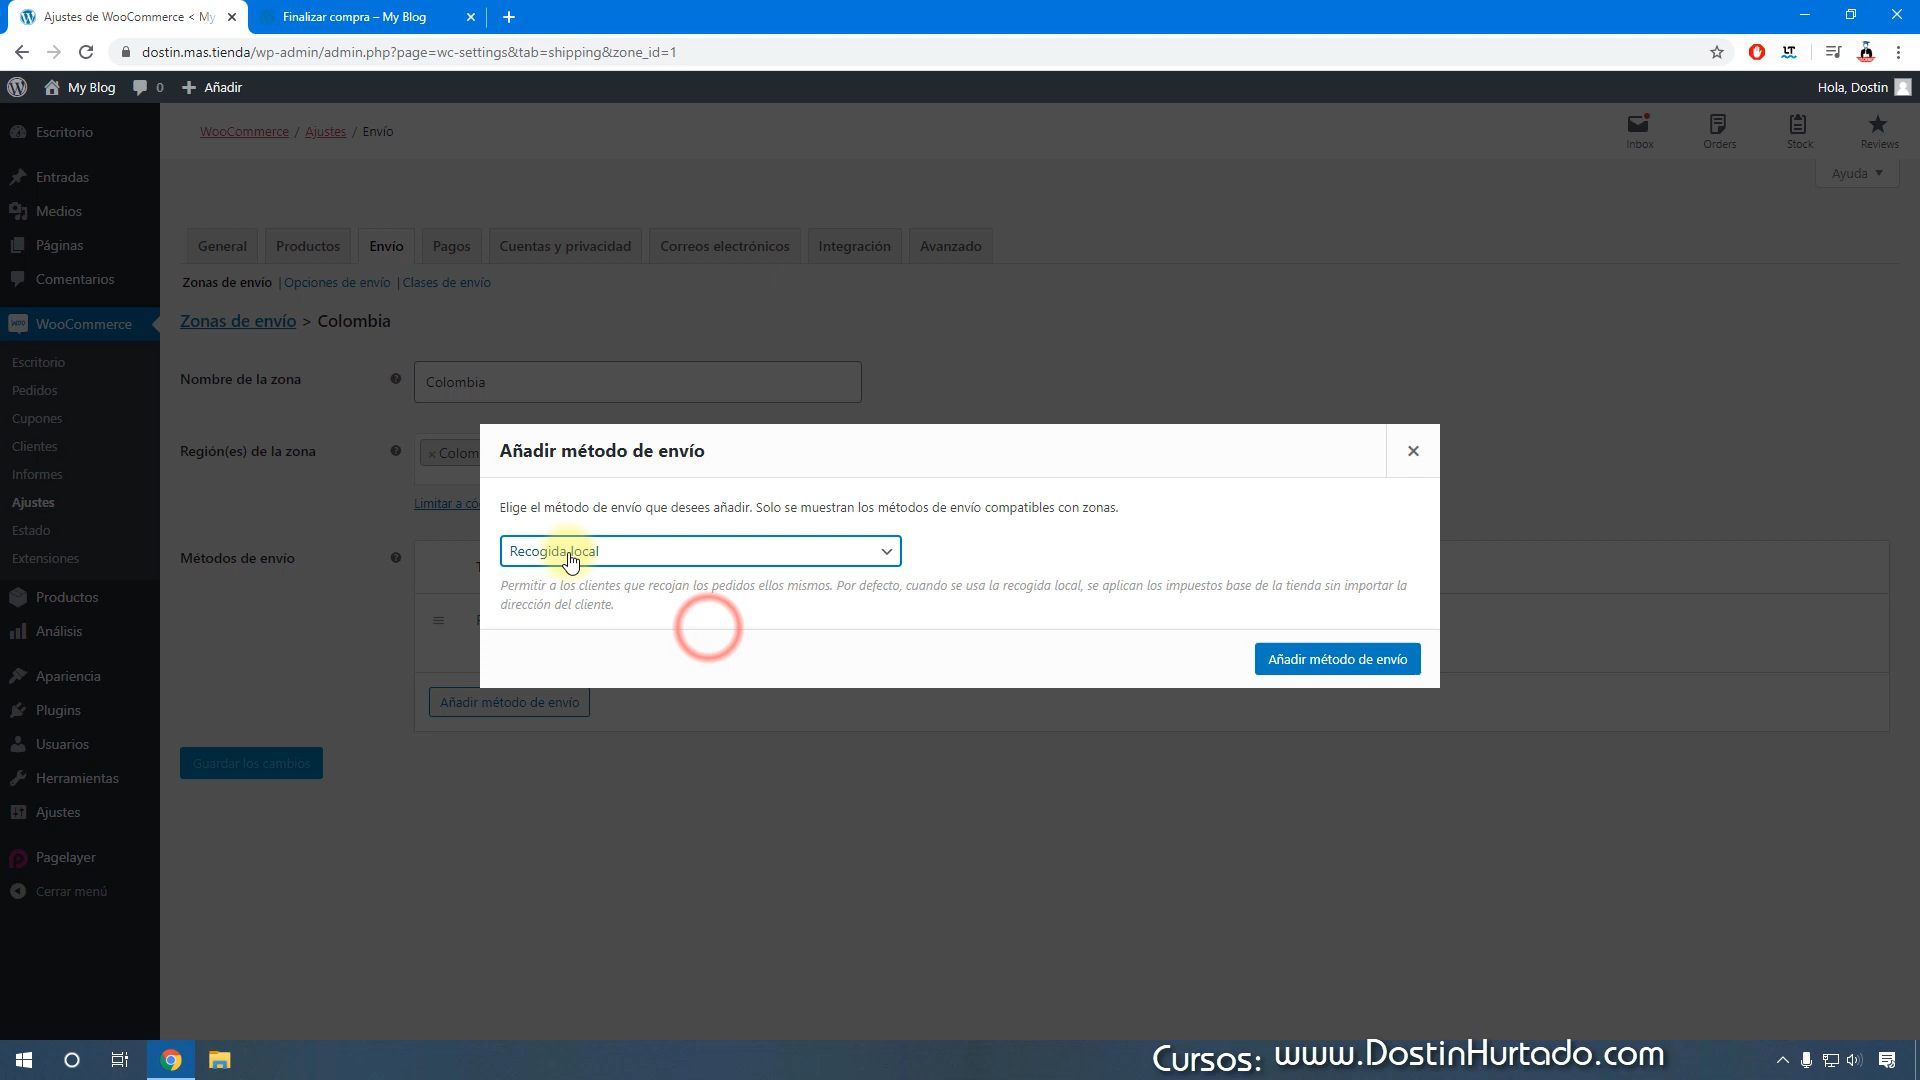 Ajustes de WooCommerce < My
Finalizar compra – My Blog
dostin.mas.tienda/wp-admin/admin.php?page=wc-settings&tab=shipping&zone_id=1
My Blog
0
Añadir
Hola, Dostin
Escritorio
Entradas
Medios
Páginas
Comentarios
WooCommerce
Escritorio
Pedidos
Cupones
Clientes
Informes
Ajustes
Estado
Extensiones
Productos
Análisis
Apariencia
Plugins
Usuarios
Herramientas
Ajustes
Pagelayer
Cerrar menú
WooCommerce / Ajustes / Envío
Inbox
Orders
Stock
Reviews
Ayuda
General
Productos
Envío
Pagos
Cuentas y privacidad
Correos electrónicos
Integración
Avanzado
Zonas de envío | Opciones de envío | Clases de envío
Zonas de envío > Colombia
Nombre de la zona
Colombia
Región(es) de la zona
× Colom
Limitar a có
Métodos de envío
Añadir método de envío
Elige el método de envío que desees añadir. Solo se muestran los métodos de envío compatibles con zonas.
Recogida local
Permitir a los clientes que recojan los pedidos ellos mismos. Por defecto, cuando se usa la recogida local, se aplican los impuestos base de la tienda sin importar la
dirección del cliente.
Añadir método de envío
Añadir método de envío
Guardar los cambios
Cursos: www.DostinHurtado.com